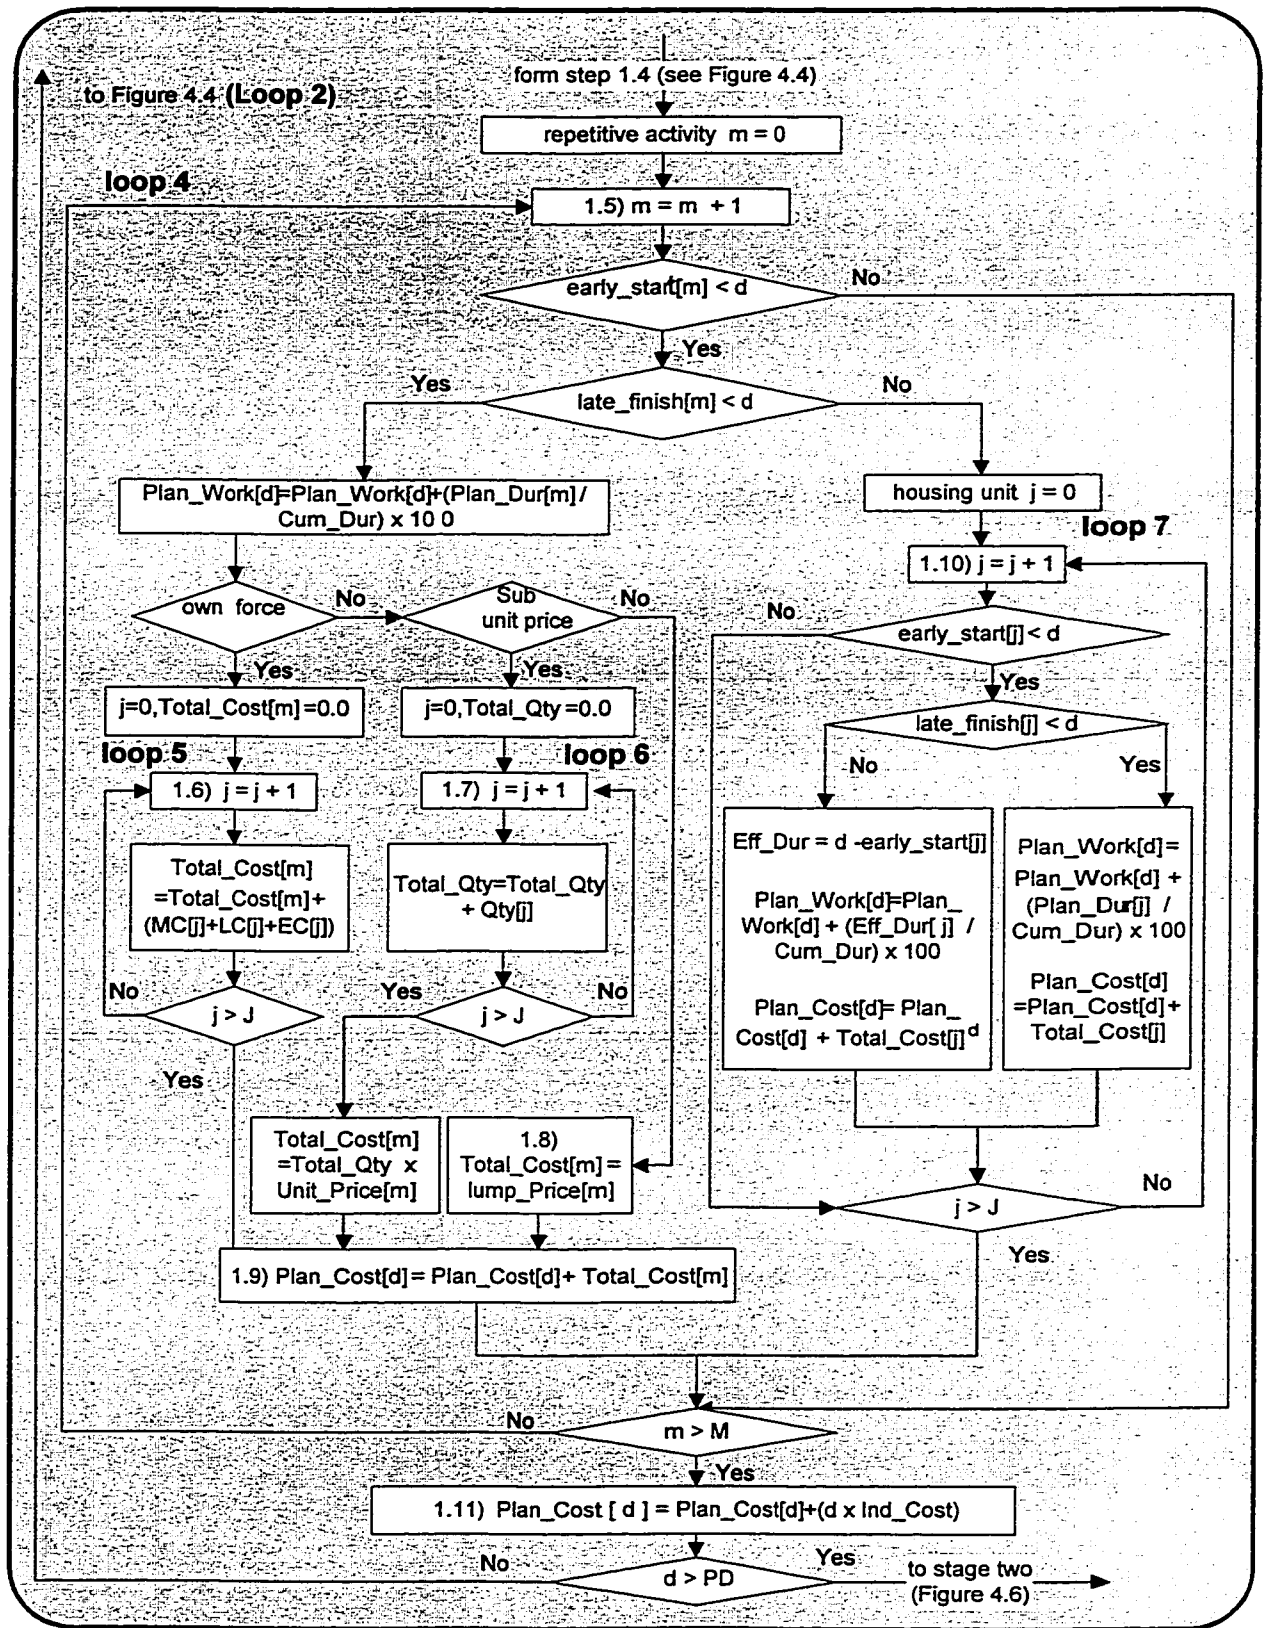 form step 1.4 (see Figure 4.4)
to Figure 4.4 (Loop 2)
repetitive activity m = 0
loop 4
1.5) m = m + 1
early_start[m] < d
No
Yes
late_finish[m] < d
Yes
No
Plan_Work[d]=Plan_Work[d]+(Plan_Dur[m] /
Cum_Dur) x 10 0
housing unit j = 0
loop 7
1.10) j = j + 1
own force
No
Sub
unit price
No
No
early_start[j] < d
Yes
Yes
Yes
j=0,Total_Cost[m]=0.0
j=0,Total_Qty=0.0
late_finish[j] < d
loop 5
loop 6
No
Yes
1.6) j = j + 1
1.7) j = j + 1
Total_Cost[m]
=Total_Cost[m]+
(MC[j]+LC[j]+EC[j])
Total_Qty=Total_Qty
+ Qty[j]
Eff_Dur = d -early_start[j]
Plan_Work[d]=Plan_
Work[d] + (Eff_Dur[ j] /
Cum_Dur) x 100
Plan_Cost[d]= Plan_
Cost[d] + Total_Cost[j]d
Plan_Work[d]=
Plan_Work[d] +
(Plan_Dur[j] /
Cum_Dur) x 100
Plan_Cost[d]
=Plan_Cost[d]+
Total_Cost[j]
No
j > J
Yes
Yes
j > J
No
Total_Cost[m]
=Total_Qty x
Unit_Price[m]
1.8)
Total_Cost[m] =
lump_Price[m]
j > J
No
Yes
1.9) Plan_Cost[d] = Plan_Cost[d]+ Total_Cost[m]
No
m > M
Yes
1.11) Plan_Cost [ d ] = Plan_Cost[d]+(d x Ind_Cost)
No
d > PD
Yes
to stage two
(Figure 4.6)